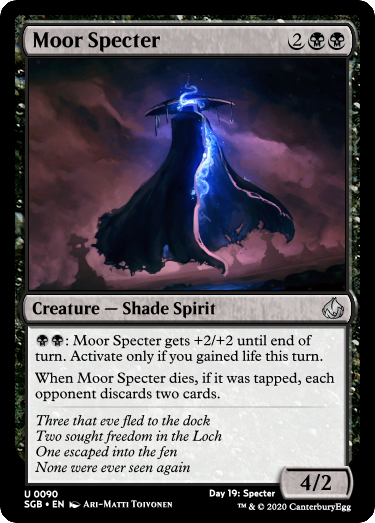 Moor Specter 2
: Moor Specter gets +2/+2 until end of
turn. Activate only if you gained life this turn.
When Moor Specter dies, if it was tapped, each
opponent discards two cards.
Three that eve fled to the dock
Two sought freedom in the Loch
One escaped into the fen
None were ever seen again
Creature — Shade Spirit
4/2
U 0090
SGB • EN ARI-MATTI TOIVONEN
Day 19: Specter
™ & © 2020 CanterburyEgg